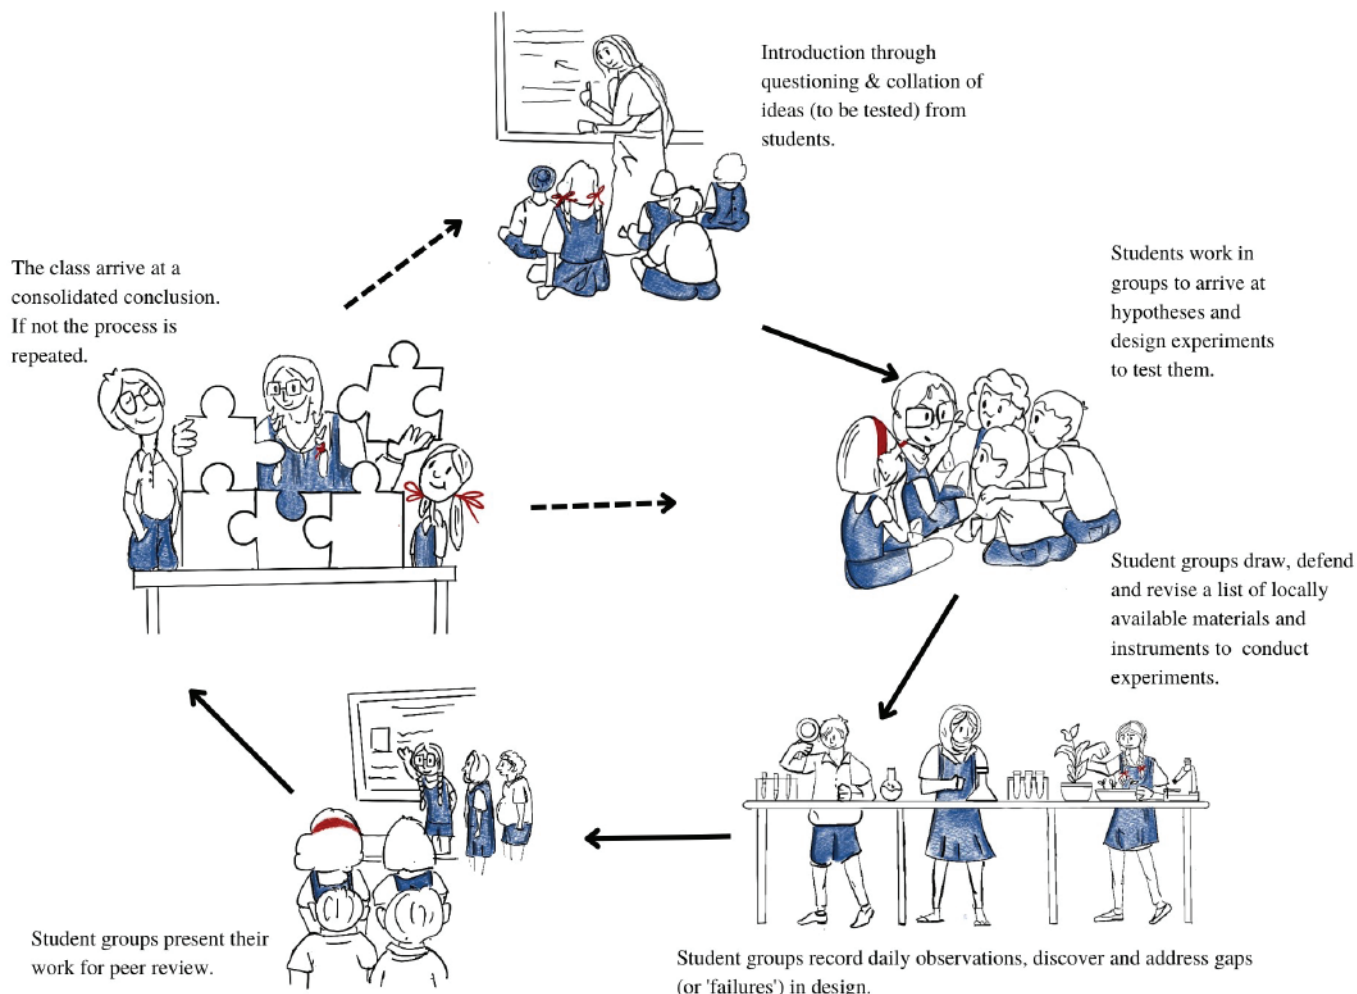 Introduction through
questioning & collation of
ideas (to be tested) from
students.
Students work in
groups to arrive at
hypotheses and
design experiments
to test them.
Student groups draw, defend
and revise a list of locally
available materials and
instruments to conduct
experiments.
Student groups record daily observations, discover and address gaps
(or 'failures') in design.
Student groups present their
work for peer review.
The class arrive at a
consolidated conclusion.
If not the process is
repeated.